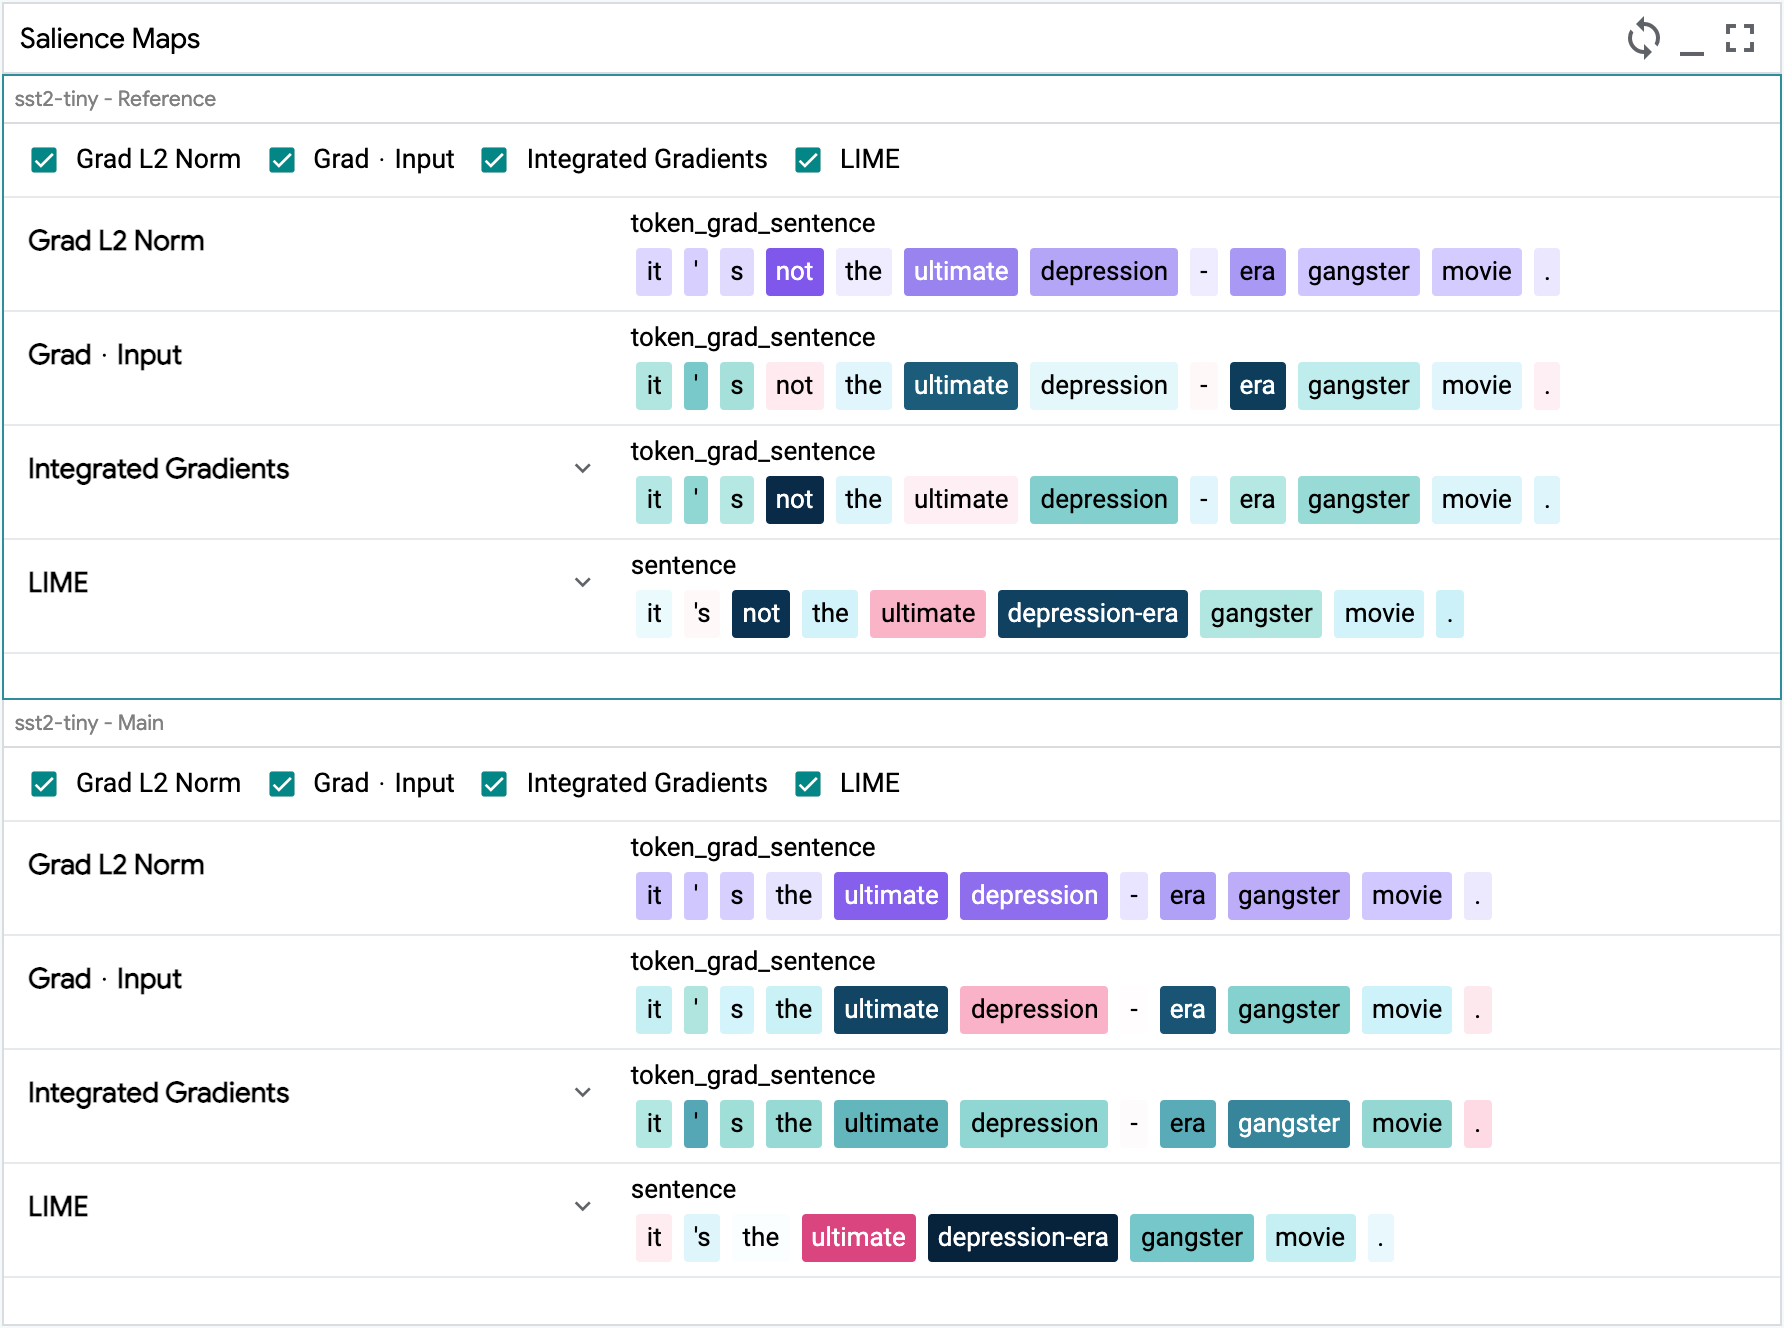 Salience Maps
sst2-tiny - Reference
Grad L2 Norm Grad · Input Integrated Gradients LIME
token_grad_sentence
Grad L2 Norm
it ' s not the ultimate depression - era gangster movie .
token_grad_sentence
Grad · Input
it ' s not the ultimate depression - era gangster movie .
token_grad_sentence
Integrated Gradients
it ' s not the ultimate depression - era gangster movie .
sentence
LIME
it 's not the ultimate depression-era gangster movie .
sst2-tiny - Main
Grad L2 Norm Grad · Input Integrated Gradients LIME
token_grad_sentence
Grad L2 Norm
it ' s the ultimate depression - era gangster movie .
token_grad_sentence
Grad · Input
it ' s the ultimate depression - era gangster movie .
token_grad_sentence
Integrated Gradients
it ' s the ultimate depression - era gangster movie .
sentence
LIME
it 's the ultimate depression-era gangster movie .